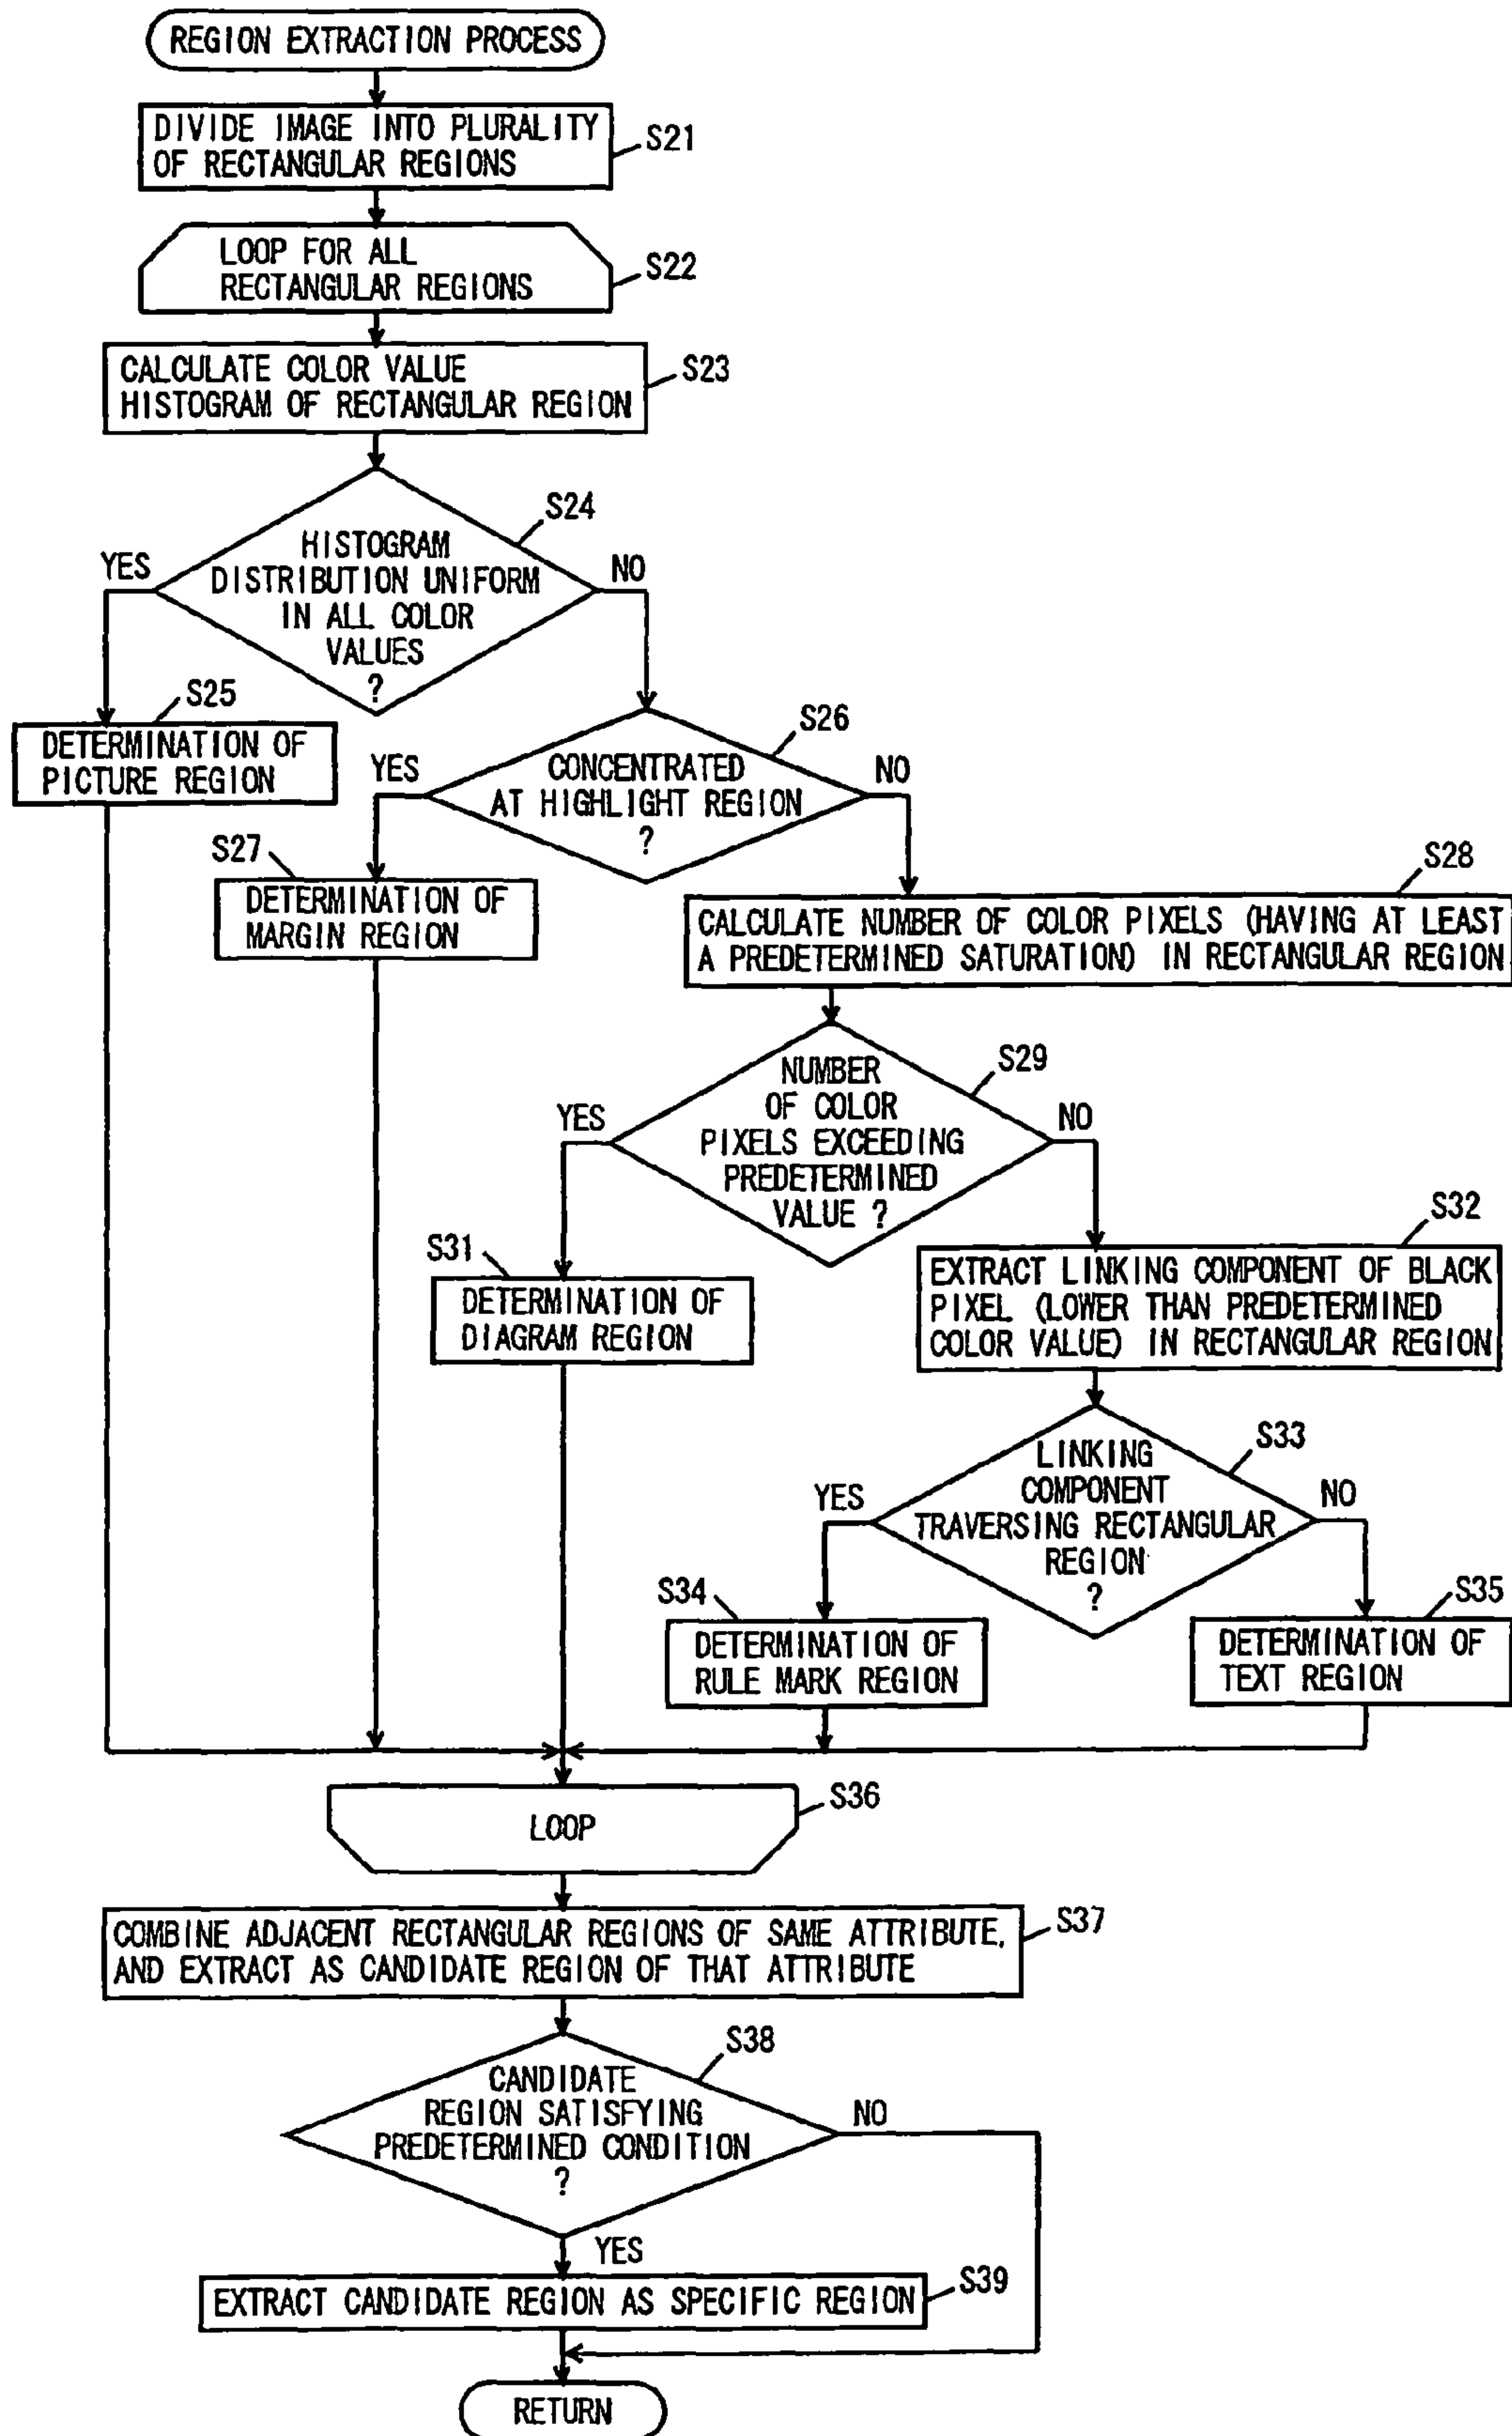 REGION EXTRACTION PROCESS
DIVIDE IMAGE INTO PLURALITY
OF RECTANGULAR REGIONS
S21
LOOP FOR ALL
RECTANGULAR REGIONS
S22
CALCULATE COLOR VALUE
HISTOGRAM OF RECTANGULAR REGION
S23
S24
HISTOGRAM
DISTRIBUTION UNIFORM
IN ALL COLOR
VALUES
?
YES
NO
S25
DETERMINATION OF
PICTURE REGION
S26
CONCENTRATED
AT HIGHLIGHT REGION
?
YES
NO
S27
DETERMINATION OF
MARGIN REGION
S28
CALCULATE NUMBER OF COLOR PIXELS (HAVING AT LEAST
A PREDETERMINED SATURATION) IN RECTANGULAR REGION
S29
NUMBER
OF COLOR
PIXELS EXCEEDING
PREDETERMINED
VALUE ?
YES
NO
S31
DETERMINATION OF
DIAGRAM REGION
S32
EXTRACT LINKING COMPONENT OF BLACK
PIXEL (LOWER THAN PREDETERMINED
COLOR VALUE) IN RECTANGULAR REGION
S33
LINKING
COMPONENT
TRAVERSING RECTANGULAR
REGION
?
YES
NO
S34
DETERMINATION OF
RULE MARK REGION
S35
DETERMINATION OF
TEXT REGION
LOOP
S36
COMBINE ADJACENT RECTANGULAR REGIONS OF SAME ATTRIBUTE,
AND EXTRACT AS CANDIDATE REGION OF THAT ATTRIBUTE
S37
S38
CANDIDATE
REGION SATISFYING
PREDETERMINED CONDITION
?
NO
YES
EXTRACT CANDIDATE REGION AS SPECIFIC REGION
S39
RETURN